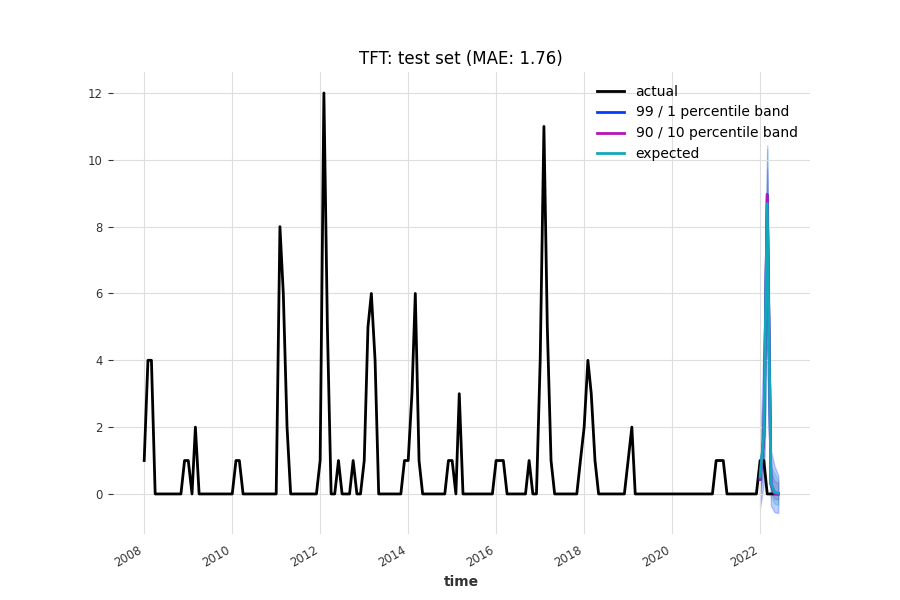 TFT: test set (MAE: 1.76)
actual
99 / 1 percentile band
90 / 10 percentile band
expected
12
10
8
6
4
2
0
2008
2010
2012
2014
2016
2018
2020
2022
time